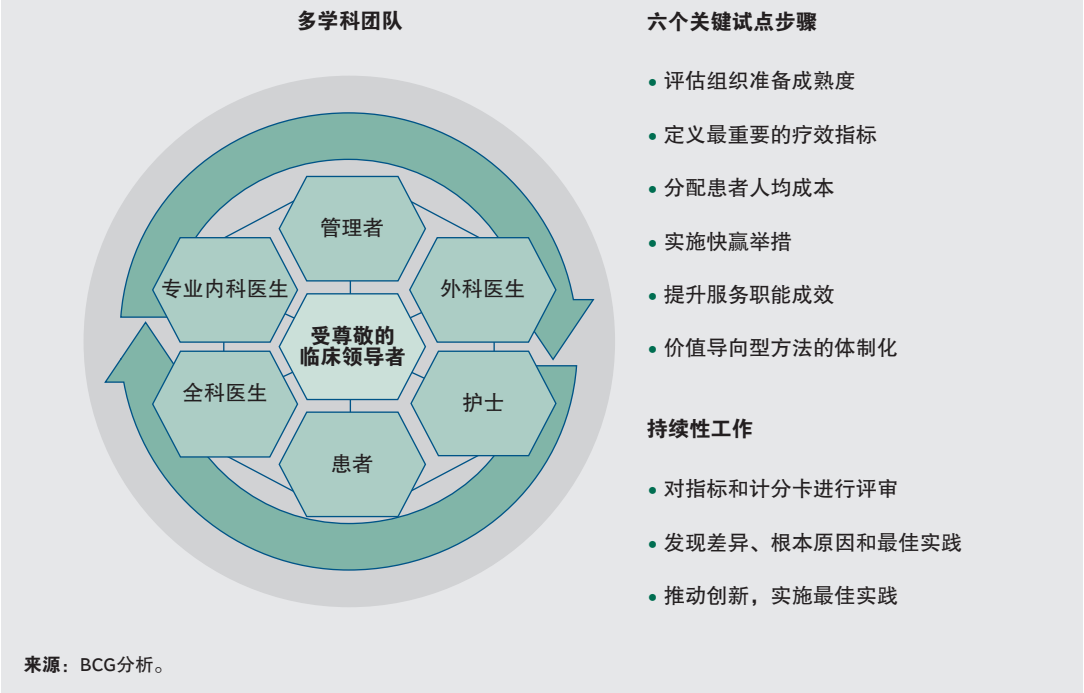 多学科团队
管理者
专业内科医生
外科医生
受尊敬的
临床领导者
全科医生
护士
患者
六个关键试点步骤
• 评估组织准备成熟度
• 定义最重要的疗效指标
• 分配患者人均成本
• 实施快赢举措
• 提升服务职能成效
• 价值导向型方法的体制化
持续性工作
• 对指标和计分卡进行评审
• 发现差异、根本原因和最佳实践
• 推动创新，实施最佳实践
来源：BCG分析。